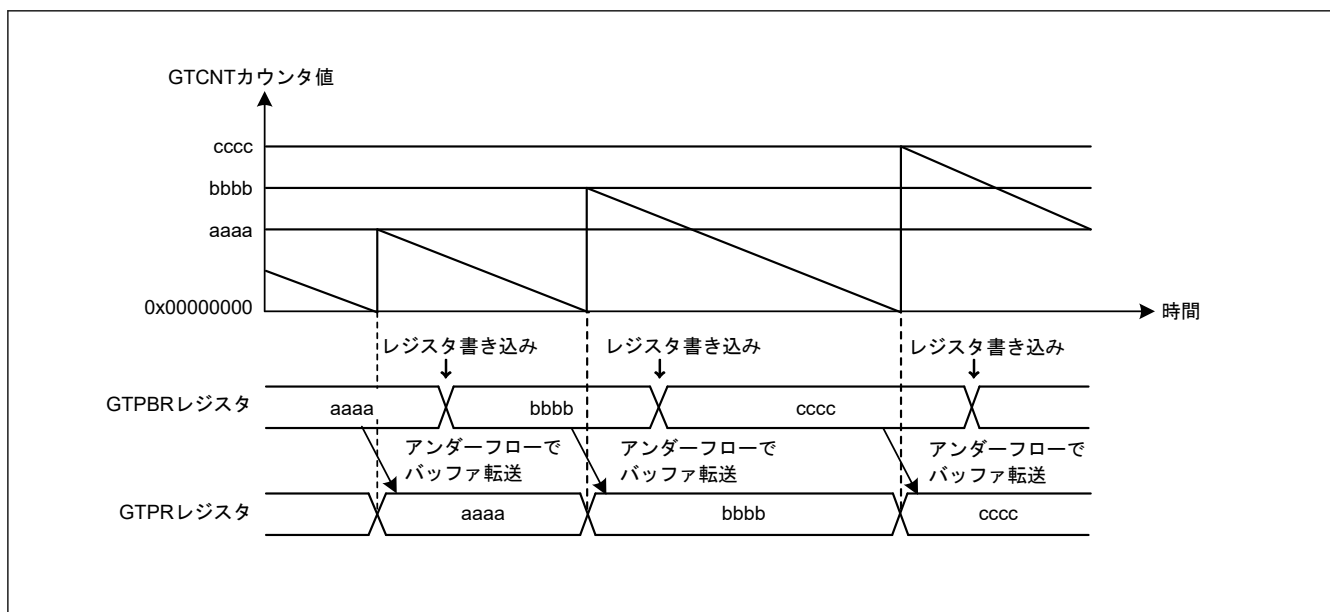 GTCNTカウンタ値
cccc
bbbb
aaaa
0x00000000
時間
レジスタ書き込み
レジスタ書き込み
レジスタ書き込み
GTPBRレジスタ
aaaa
bbbb
cccc
アンダーフローで
バッファ転送
アンダーフローで
バッファ転送
アンダーフローで
バッファ転送
GTPRレジスタ
aaaa
bbbb
cccc